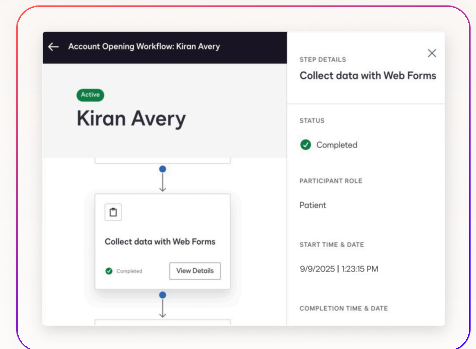 Account Opening Workflow: Kiran Avery
Active
Kiran Avery
Collect data with Web Forms
Completed
View Details
STEP DETAILS
Collect data with Web Forms
STATUS
Completed
PARTICIPANT ROLE
Patient
START TIME & DATE
9/9/2025 | 1:23:15 PM
COMPLETION TIME & DATE